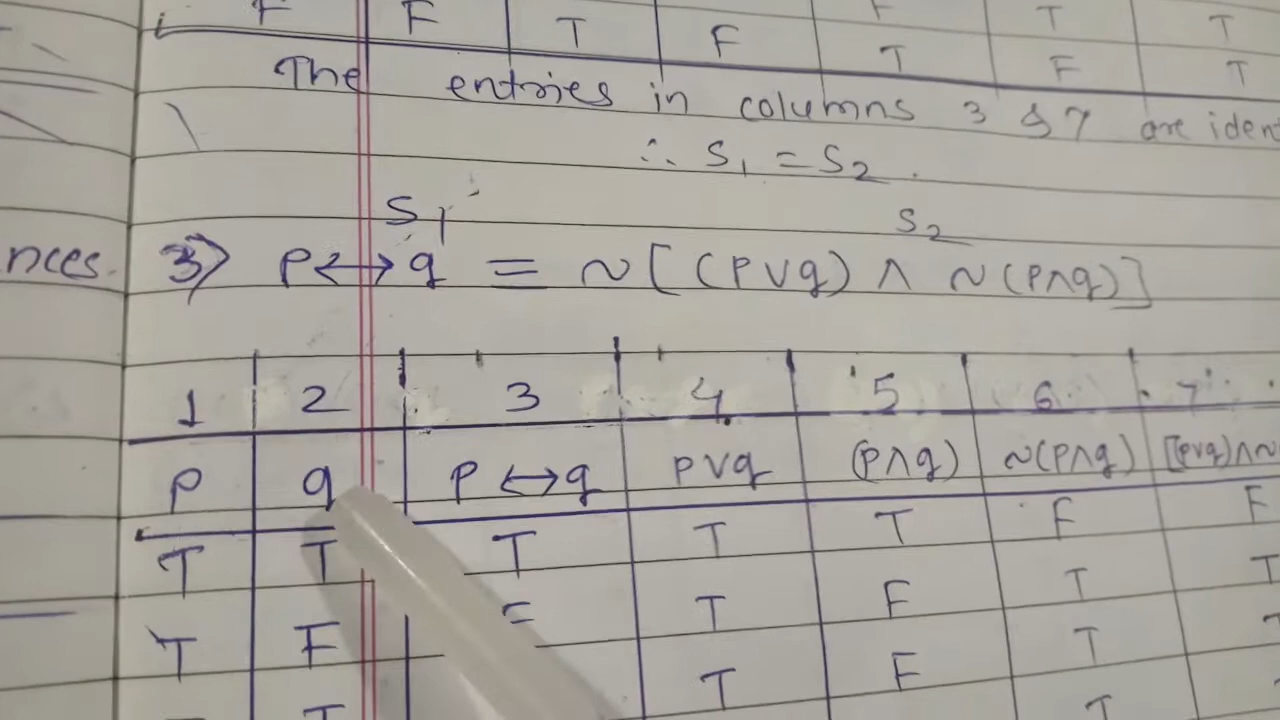 F F T F F T T
T F T
The entries in columns 3 & 7 are iden
∴ S1 = S2.
S1 S2
nces. 3) P ↔ q = ~[(P∨q) ∧ ~(P∧q)]
1 2 3 4 5 6 7
P q P ↔ q P∨q (P∧q) ~(P∧q) [(P∨q)∧~
T T T T T F F
T F T F T T
T T F T
T